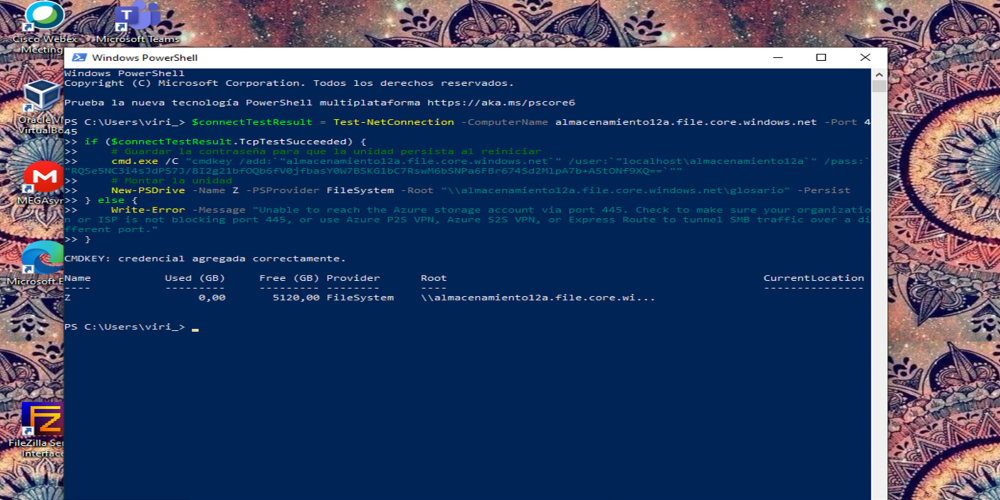 Cisco Webex
Meeting
Microsoft Teams
Windows PowerShell
Windows PowerShell
Copyright (C) Microsoft Corporation. Todos los derechos reservados.
Prueba la nueva tecnología PowerShell multiplataforma https://aka.ms/pscore6
PS C:\Users\viri_> $connectTestResult = Test-NetConnection -ComputerName almacenamiento12a.file.core.windows.net -Port 4
45
>> if ($connectTestResult.TcpTestSucceeded) {
>>     # Guardar la contraseña para que la unidad persista al reiniciar
>>     cmd.exe /C "cmdkey /add:`"almacenamiento12a.file.core.windows.net`" /user:`"localhost\almacenamiento12a`" /pass:`
>>     # Montar la unidad
>>     New-PSDrive -Name Z -PSProvider FileSystem -Root "\\almacenamiento12a.file.core.windows.net\glosario" -Persist
>> } else {
>>     Write-Error -Message "Unable to reach the Azure storage account via port 445. Check to make sure your organizatio
n or ISP is not blocking port 445, or use Azure P2S VPN, Azure S2S VPN, or Express Route to tunnel SMB traffic over a di
fferent port."
>> }
CMDKEY: credencial agregada correctamente.
Name Used (GB) Free (GB) Provider Root CurrentLocation
---- --------- --------- -------- ---- ---------------
Z 0,00 5120,00 FileSystem \\almacenamiento12a.file.core.wi...
PS C:\Users\viri_>
Oracle VM
VirtualBo
MEGAsyn
Microsoft E
FileZilla Ser
Interface